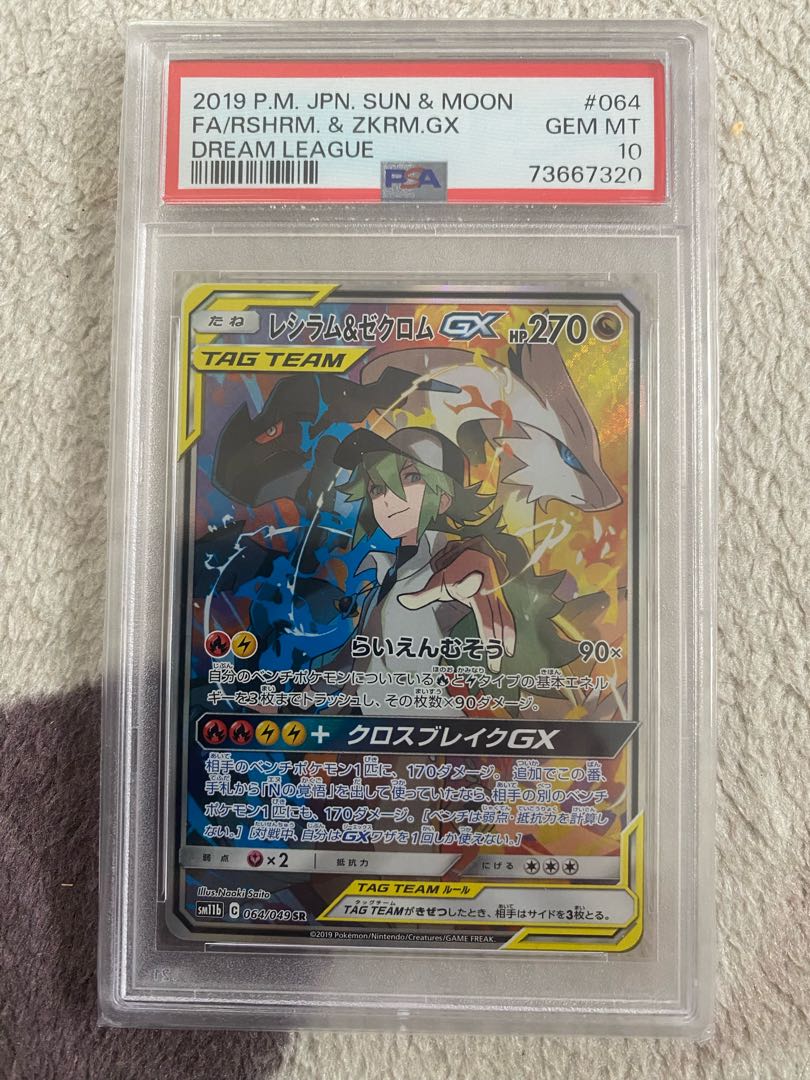 2019 P.M. JPN. SUN & MOON #064
FA/RSHRM. & ZKRM.GX GEM MT
DREAM LEAGUE 10
PSA 73667320
たね レシラム&ゼクロム GX HP270
TAG TEAM
らいえんむそう 90×
自分のベンチポケモンについている と タイプの基本エネル
ギーを3枚までトラッシュし、その枚数×90ダメージ。
+ クロスブレイクGX
相手のベンチポケモン1匹に、170ダメージ。追加でこの番、
手札から「Nの覚悟」を出して使っていたなら、相手の別のベンチ
ポケモン1匹にも、170ダメージ。[ベンチは弱点・抵抗力を計算し
ない。] [対戦中、自分はGXワザを1回しか使えない。]
弱点 ×2 抵抗力 にげる
Illus.Naoki Saito
TAG TEAM ルール
TAG TEAMがきぜつしたとき、相手はサイドを3枚とる。
sm11b C 064/049 SR
©2019 Pokémon/Nintendo/Creatures/GAME FREAK.